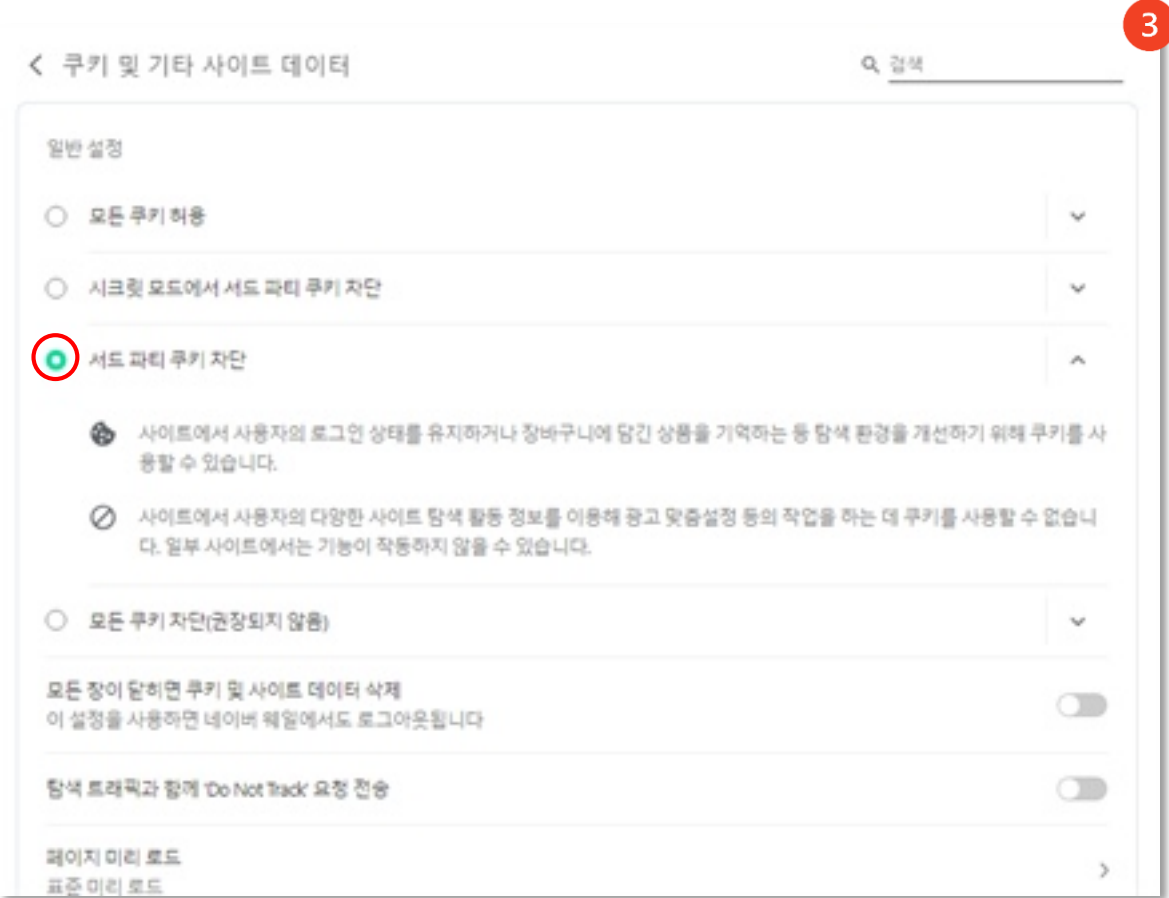 3
쿠키 및 기타 사이트 데이터
검색
일반 설정
모든 쿠키 허용
시크릿 모드에서 서드 파티 쿠키 차단
서드 파티 쿠키 차단
사이트에서 사용자의 로그인 상태를 유지하거나 장바구니에 담긴 상품을 기억하는 등 탐색 환경을 개선하기 위해 쿠키를 사
용할 수 있습니다.
사이트에서 사용자의 다양한 사이트 탐색 활동 정보를 이용해 광고 맞춤설정 등의 작업을 하는 데 쿠키를 사용할 수 없습니
다. 일부 사이트에서는 기능이 작동하지 않을 수 있습니다.
모든 쿠키 차단(권장되지 않음)
모든 창이 닫히면 쿠키 및 사이트 데이터 삭제
이 설정을 사용하면 네이버 웨일에서도 로그아웃됩니다
탐색 트래픽과 함께 'Do Not Track' 요청 전송
페이지 미리 로드
표준 미리 로드